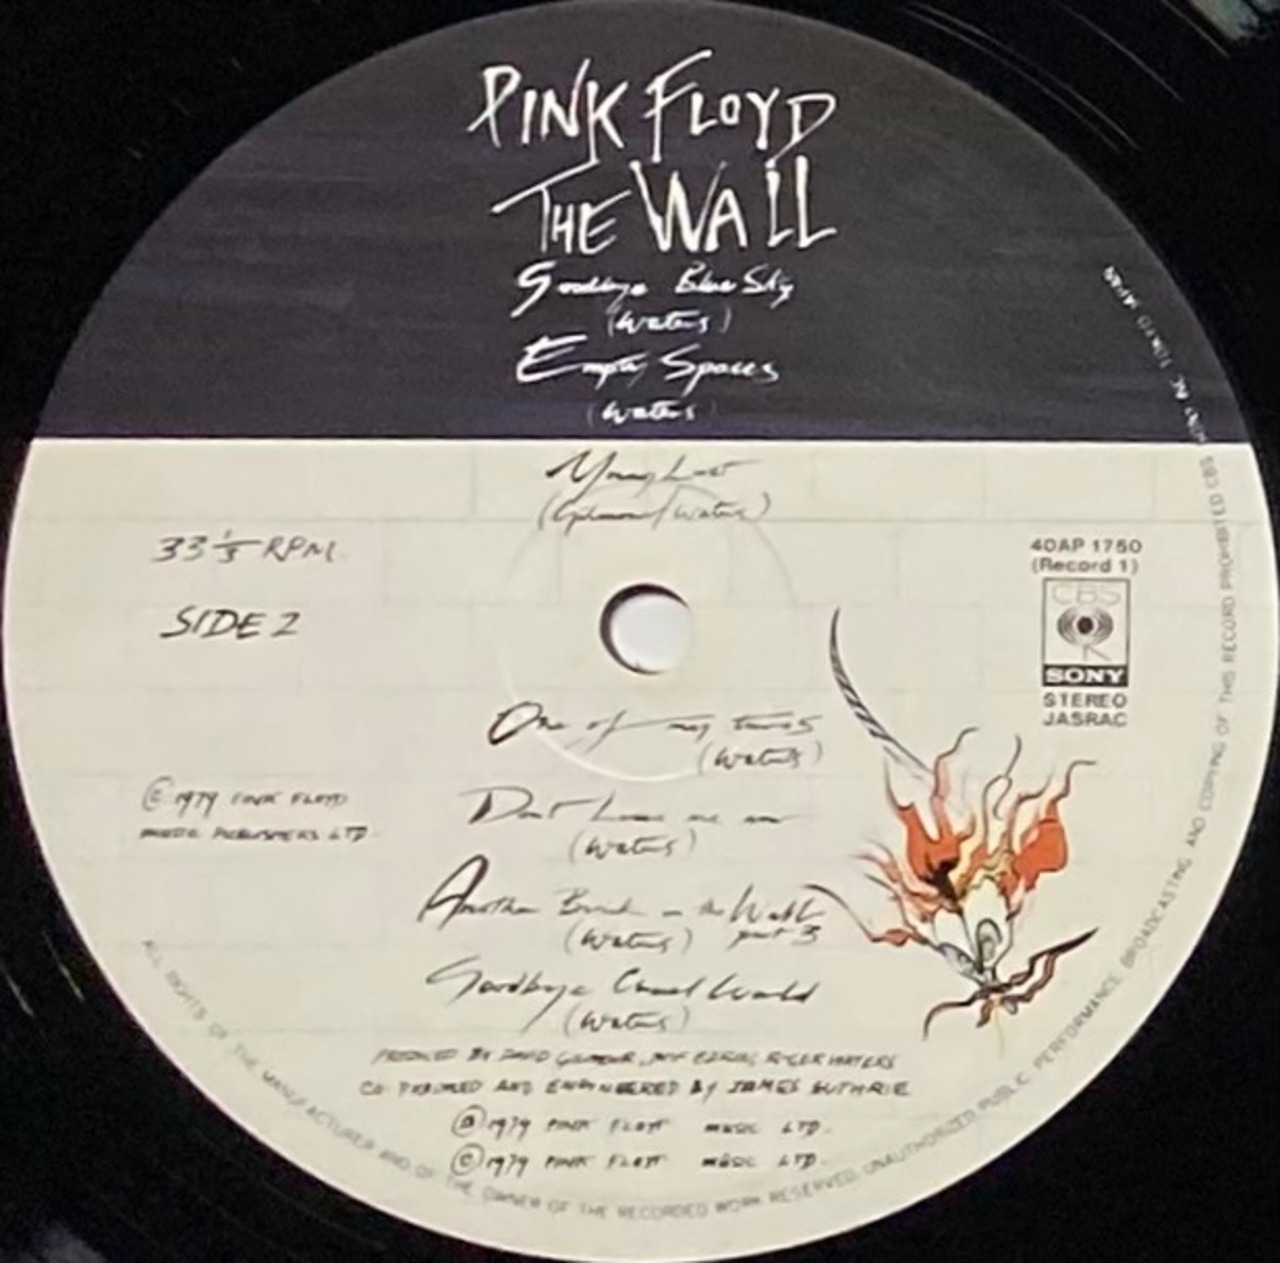 PINK FLOYD
THE WALL
Goodbye Blue Sky
(Waters)
Empty Spaces
(Waters)
Young Lust
(Gilmour/Waters)
33 1/3 RPM
SIDE 2
40AP 1750
(Record 1)
CBS
SONY
STEREO
JASRAC
One of my turns
(Waters)
℗ 1979 PINK FLOYD
MUSIC PUBLISHERS LTD.
Dont Leave me now
(Waters)
Another Brick in the Wall
part 3
(Waters)
Goodbye Cruel World
(Waters)
PRODUCED BY DAVID GILMOUR, BOB EZRIN, ROGER WATERS
CO PRODUCED AND ENGINEERED BY JAMES GUTHRIE
℗ 1979 PINK FLOYD MUSIC LTD.
© 1979 PINK FLOYD MUSIC LTD.
ALL RIGHTS OF THE MANUFACTURER AND OF THE OWNER OF THE RECORDED WORK RESERVED. UNAUTHORIZED PUBLIC PERFORMANCE BROADCASTING AND COPYING OF THIS RECORD PROHIBITED CBS TOKYO JAPAN